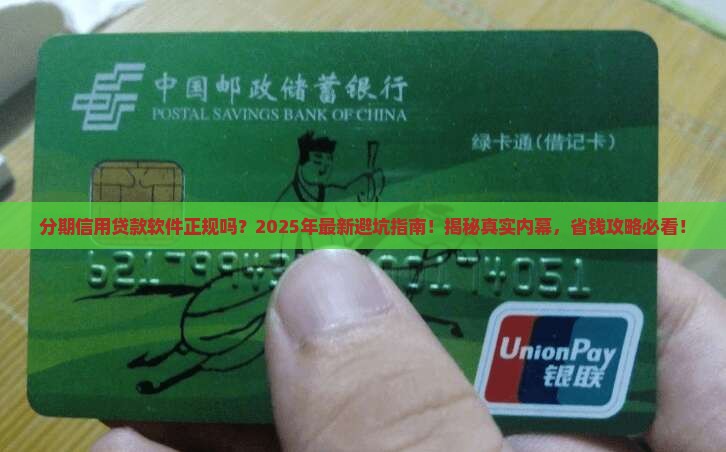 中国邮政储蓄银行
POSTAL SAVINGS BANK OF CHINA
绿卡通(借记卡)
分期信用贷款软件正规吗？2025年最新避坑指南！揭秘真实内幕，省钱攻略必看！
UnionPay
银联